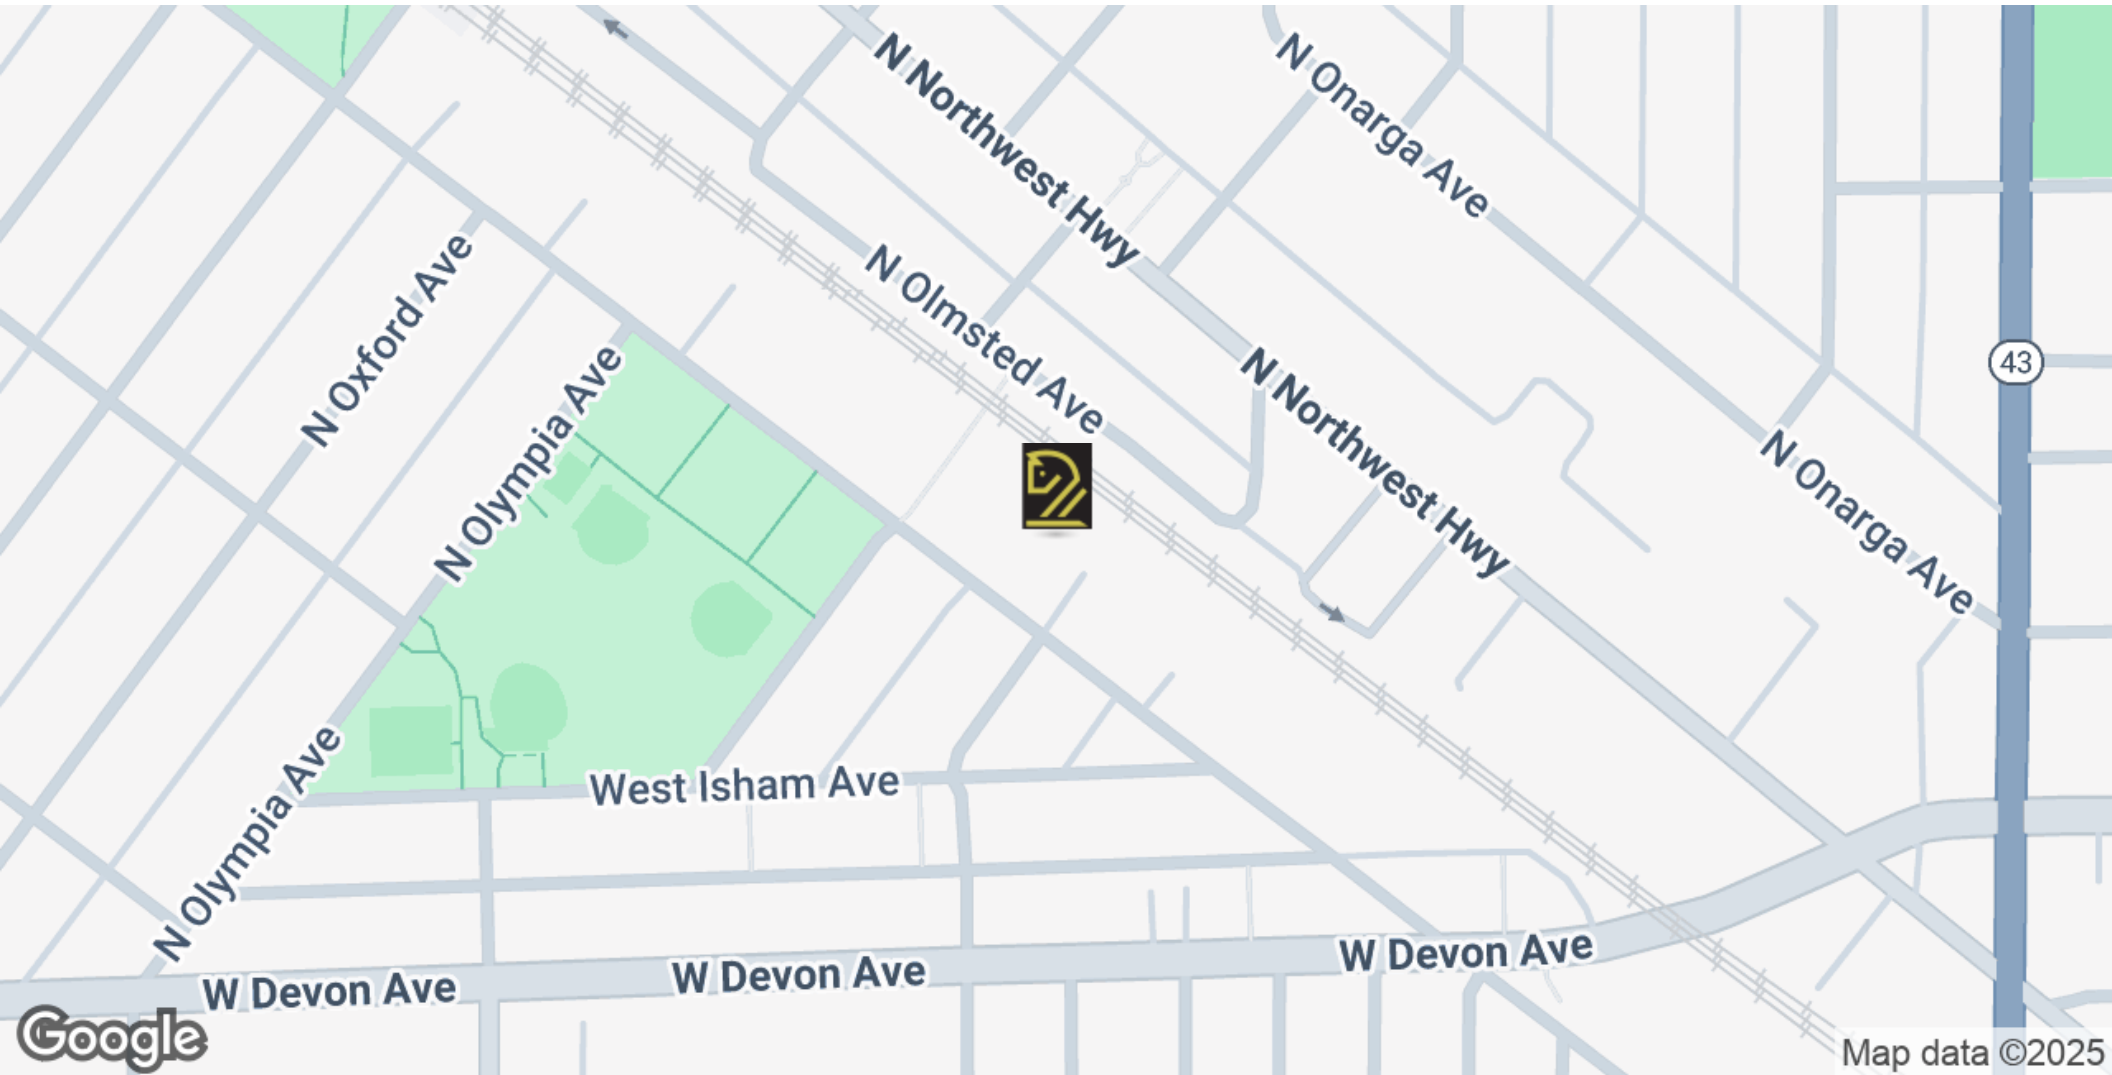 N Northwest Hwy
N Onarga Ave
N Oxford Ave
N Olmsted Ave
N Olympia Ave
N Northwest Hwy
43
N Onarga Ave
West Isham Ave
N Olympia Ave
W Devon Ave
W Devon Ave
W Devon Ave
Google
Map data ©2025